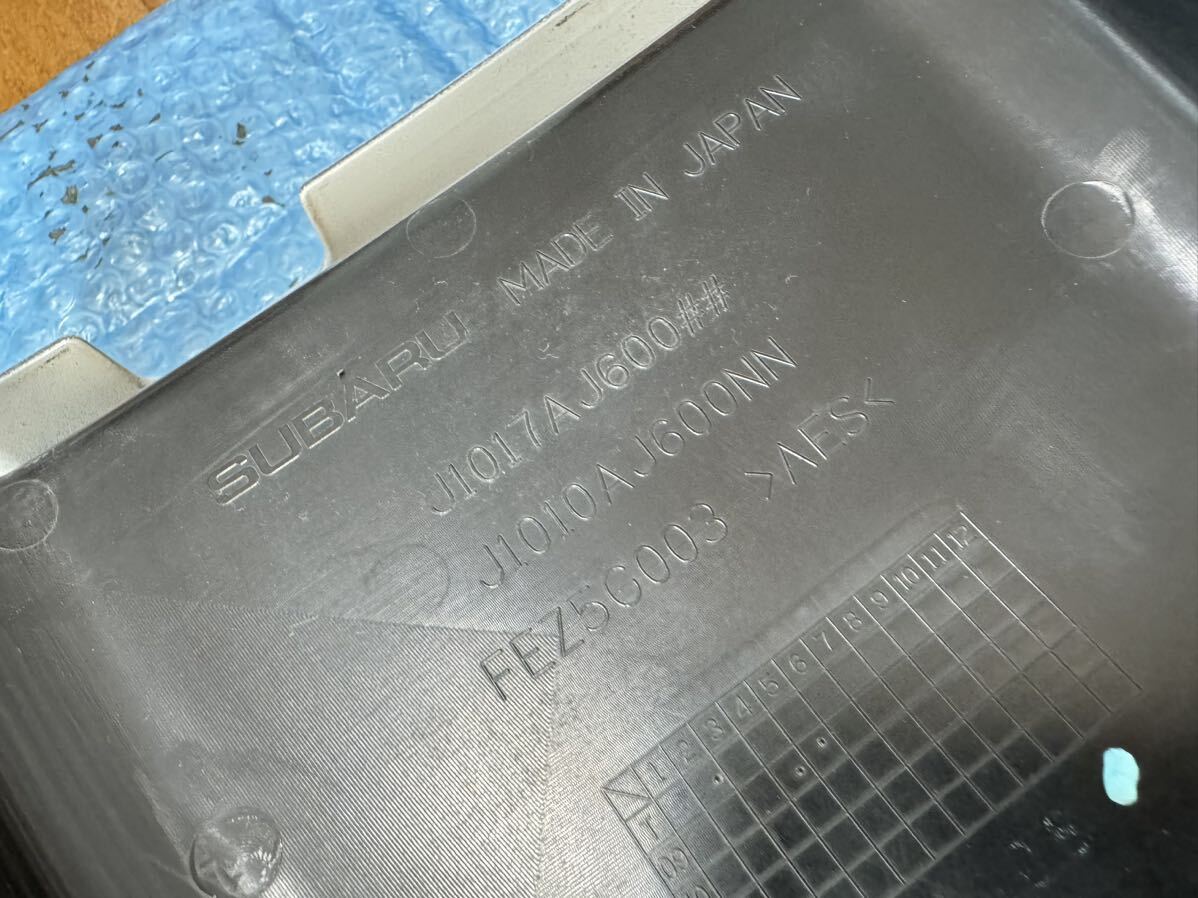 SUBARU MADE IN JAPAN
J1017AJ600##
J1010AJ600NN
FEZ5C003 >AES<
1 2 3 4 5 6 7 8 9 10 11 12
09